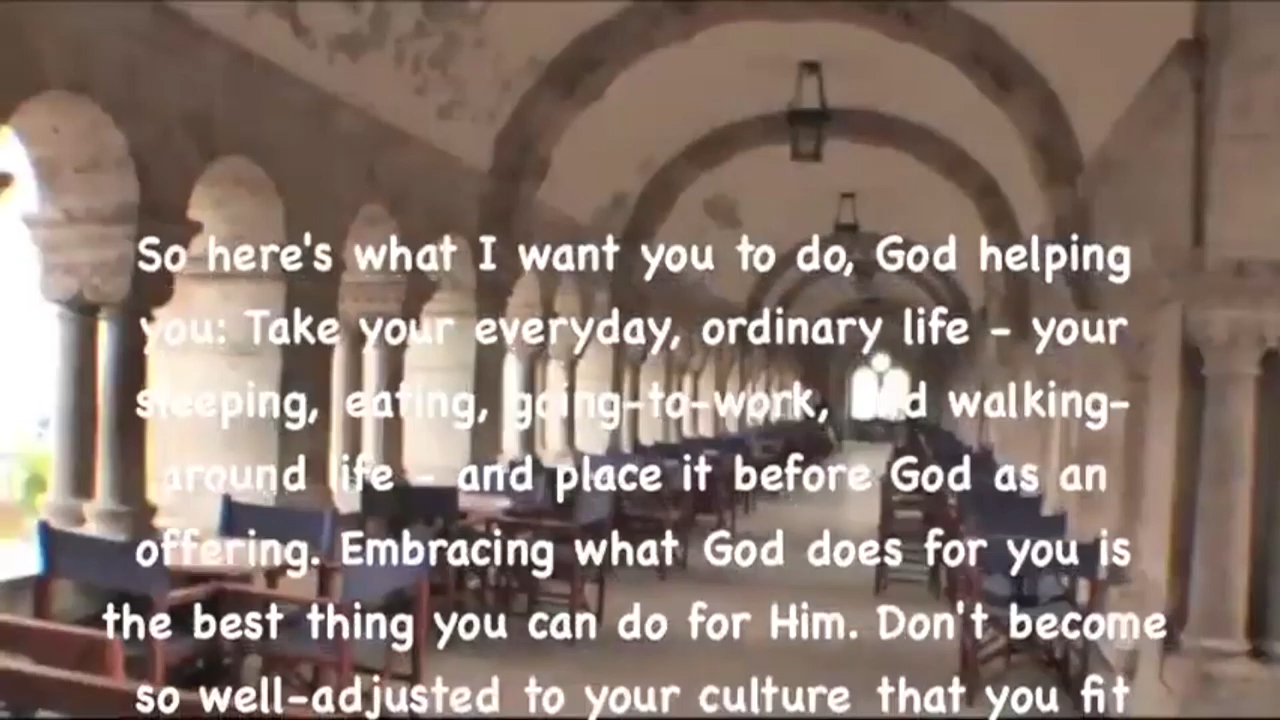 So here's what I want you to do, God helping
you: Take your everyday, ordinary life - your
sleeping, eating, going-to-work, and walking-
around life - and place it before God as an
offering. Embracing what God does for you is
the best thing you can do for Him. Don't become
so well-adjusted to your culture that you fit